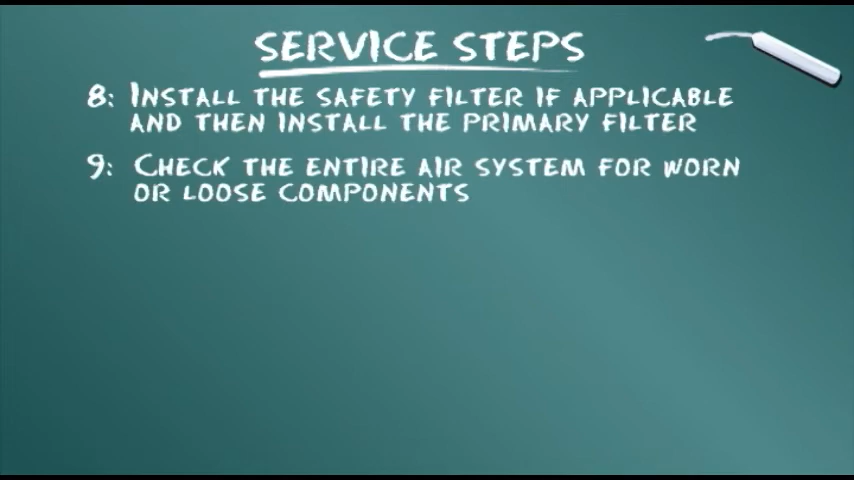 SERVICE STEPS
8: INSTALL THE SAFETY FILTER IF APPLICABLE
AND THEN INSTALL THE PRIMARY FILTER
9: CHECK THE ENTIRE AIR SYSTEM FOR WORN
OR LOOSE COMPONENTS